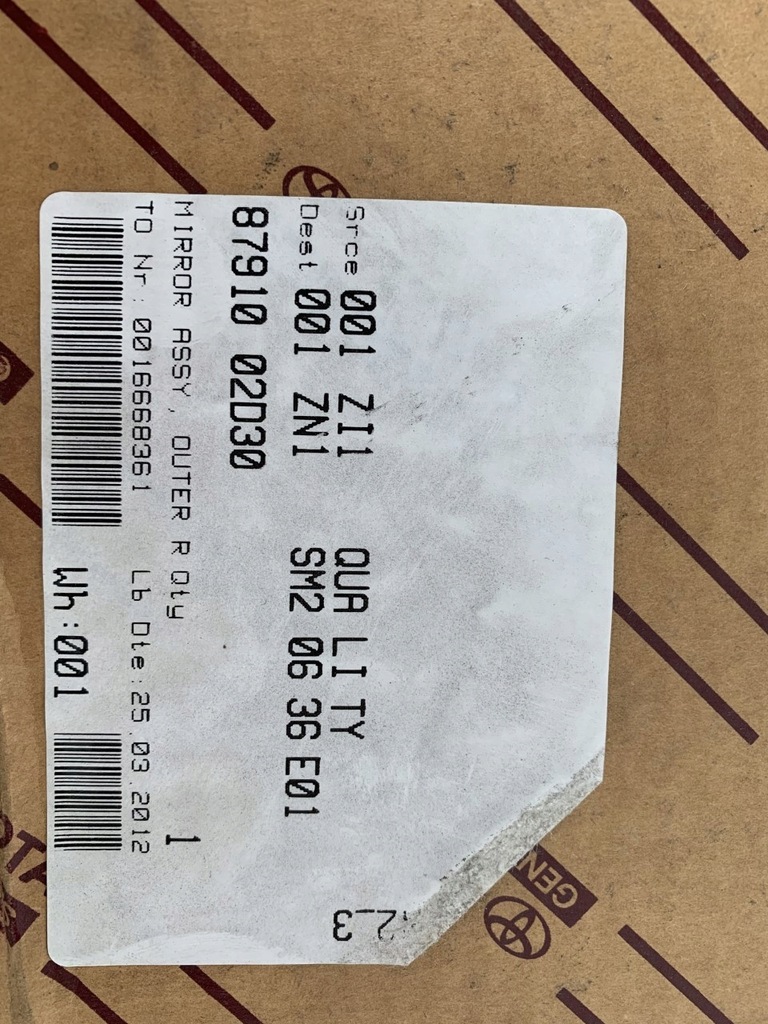 Srce 001 ZI1 QUA LI TY
Dest 001 ZN1 SM2 06 36 E01
87910 02D30
MIRROR ASSY, OUTER R Qty 1
TO Nr: 0016668361 Lb Dte:25.03.2012
Wh:001
GEN